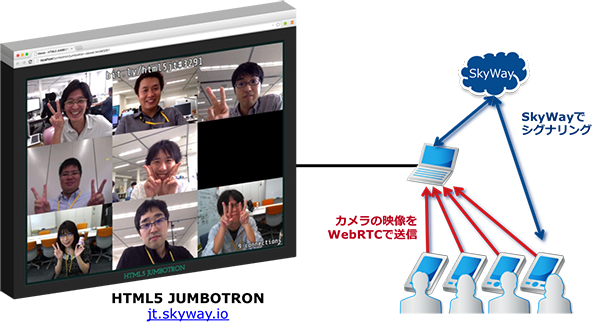 bit.ly/html5jt#3291
SkyWay
SkyWayで
シグナリング
カメラの映像を
WebRTCで送信
9 connections
HTML5 JUMBOTRON
HTML5 JUMBOTRON
jt.skyway.io